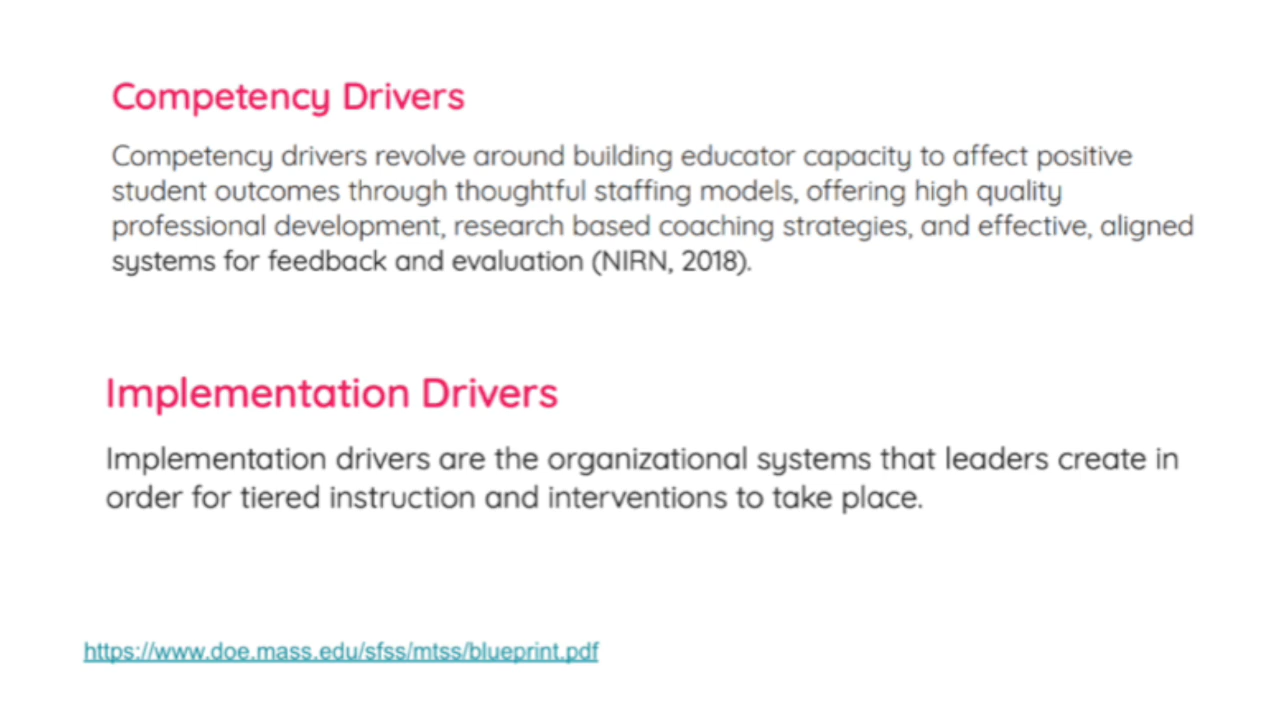 Competency Drivers
Competency drivers revolve around building educator capacity to affect positive
student outcomes through thoughtful staffing models, offering high quality
professional development, research based coaching strategies, and effective, aligned
systems for feedback and evaluation (NIRN, 2018).
Implementation Drivers
Implementation drivers are the organizational systems that leaders create in
order for tiered instruction and interventions to take place.
https://www.doe.mass.edu/sfss/mtss/blueprint.pdf